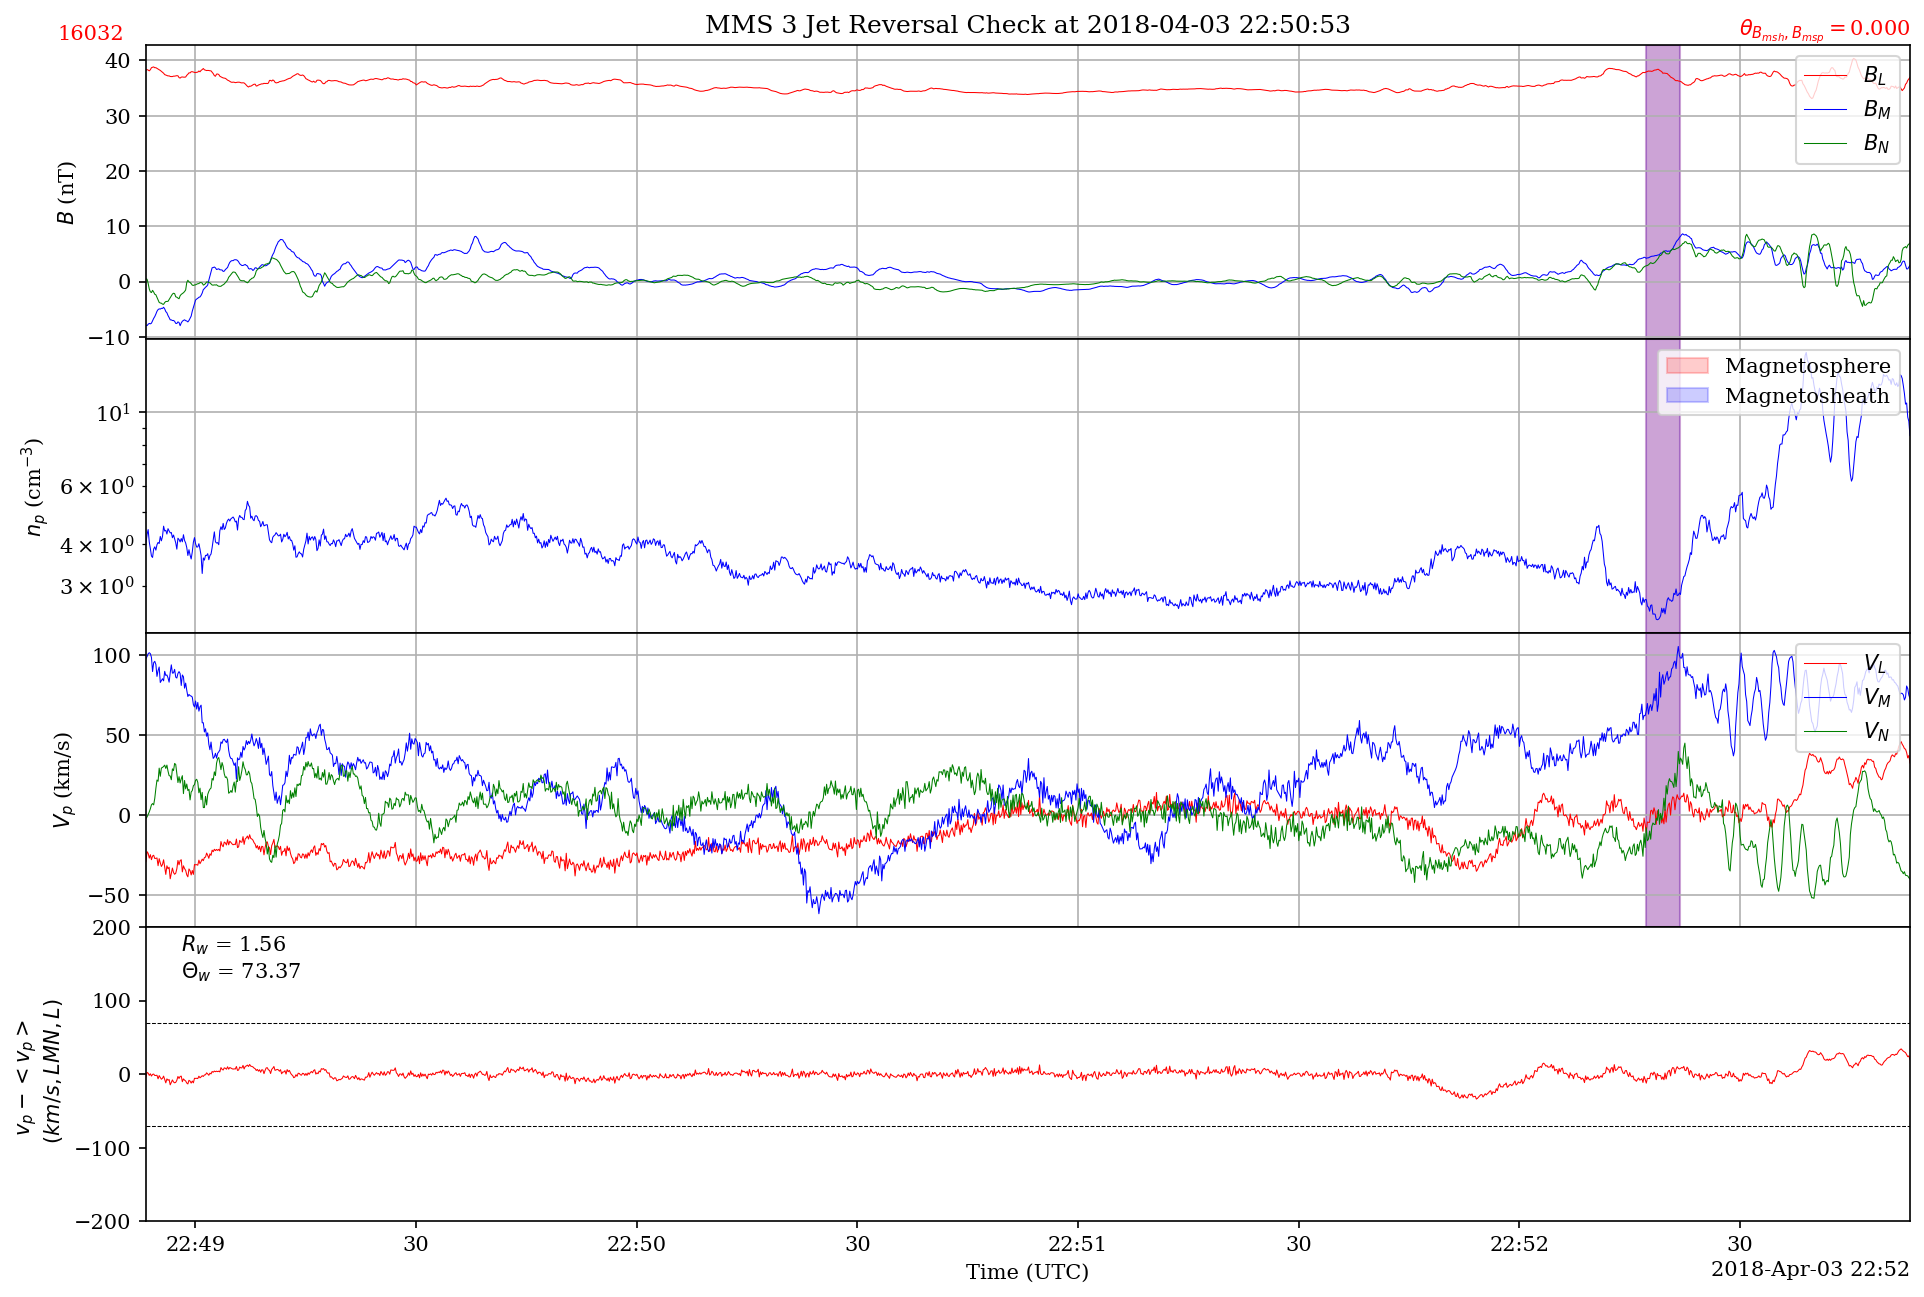 MMS 3 Jet Reversal Check at 2018-04-03 22:50:53
16032
θ_{B_{msh}, B_{msp}} = 0.000
40
30
20
10
0
−10
B (nT)
B_L
B_M
B_N
10^1
6 × 10^0
4 × 10^0
3 × 10^0
n_p (cm^{−3})
Magnetosphere
Magnetosheath
100
50
0
−50
V_p (km/s)
V_L
V_M
V_N
200
100
0
−100
−200
v_p − < v_p >
(km/s, LMN, L)
R_w = 1.56
Θ_w = 73.37
22:49 30 22:50 30 22:51 30 22:52 30
Time (UTC)
2018-Apr-03 22:52